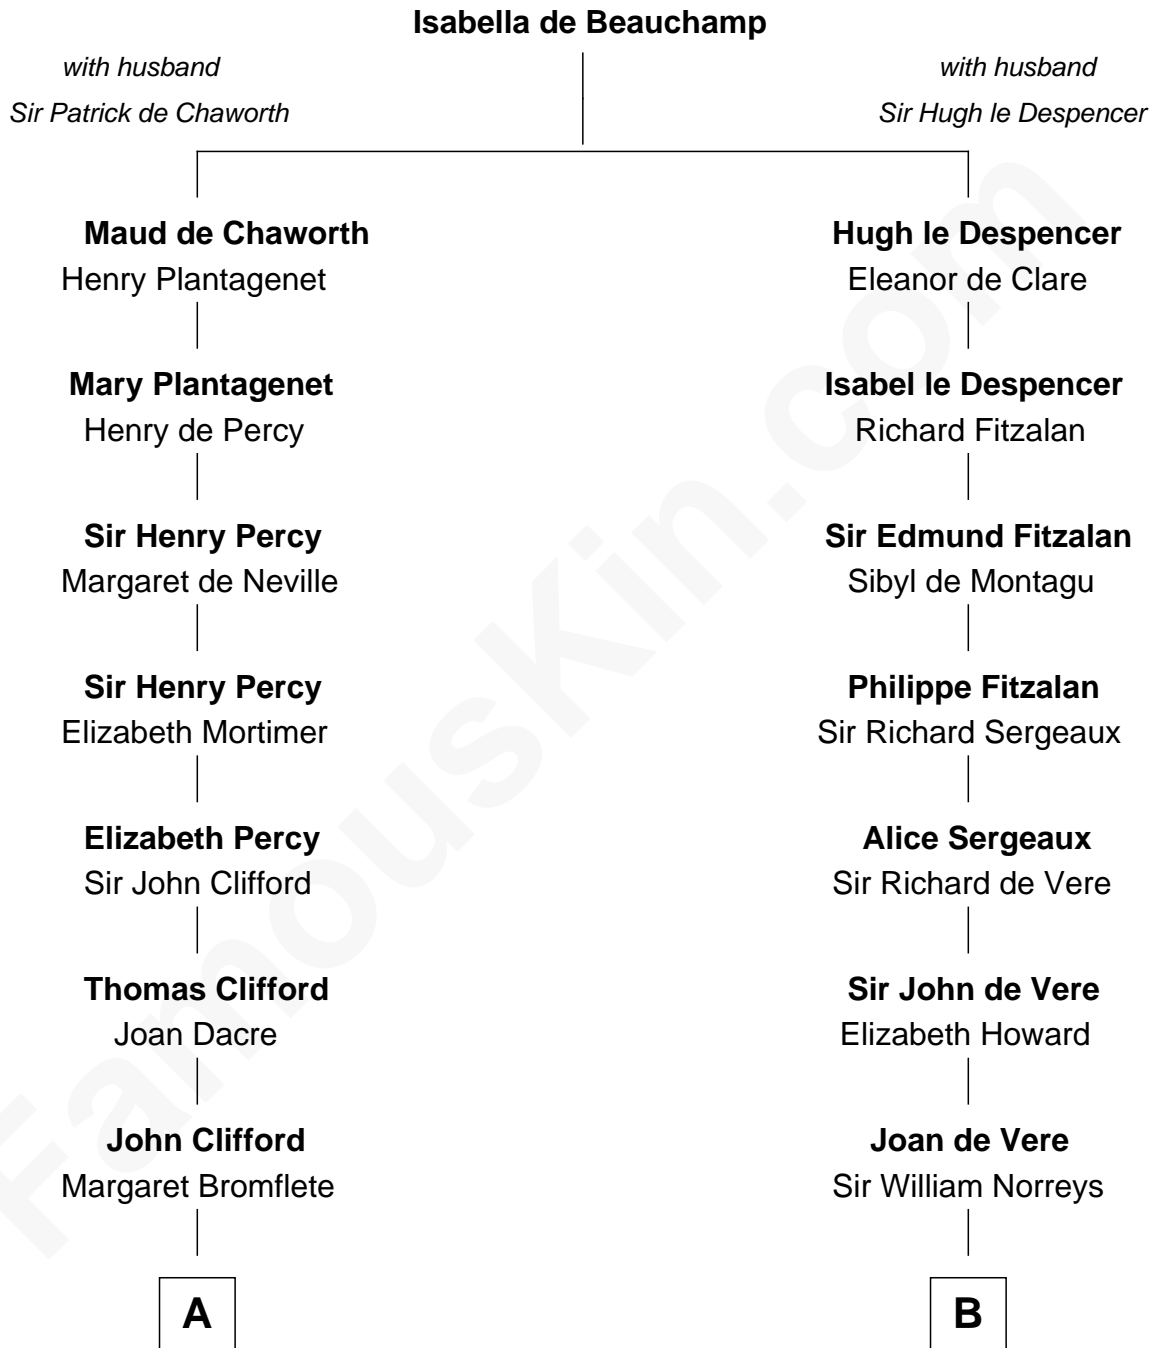 Isabella de Beauchamp
with husband
Sir Patrick de Chaworth
with husband
Sir Hugh le Despencer
Maud de Chaworth
Henry Plantagenet
Hugh le Despencer
Eleanor de Clare
Mary Plantagenet
Henry de Percy
Isabel le Despencer
Richard Fitzalan
Sir Henry Percy
Margaret de Neville
Sir Edmund Fitzalan
Sibyl de Montagu
Sir Henry Percy
Elizabeth Mortimer
Philippe Fitzalan
Sir Richard Sergeaux
Elizabeth Percy
Sir John Clifford
Alice Sergeaux
Sir Richard de Vere
Thomas Clifford
Joan Dacre
Sir John de Vere
Elizabeth Howard
John Clifford
Margaret Bromflete
Joan de Vere
Sir William Norreys
A
B
FamousKin.com